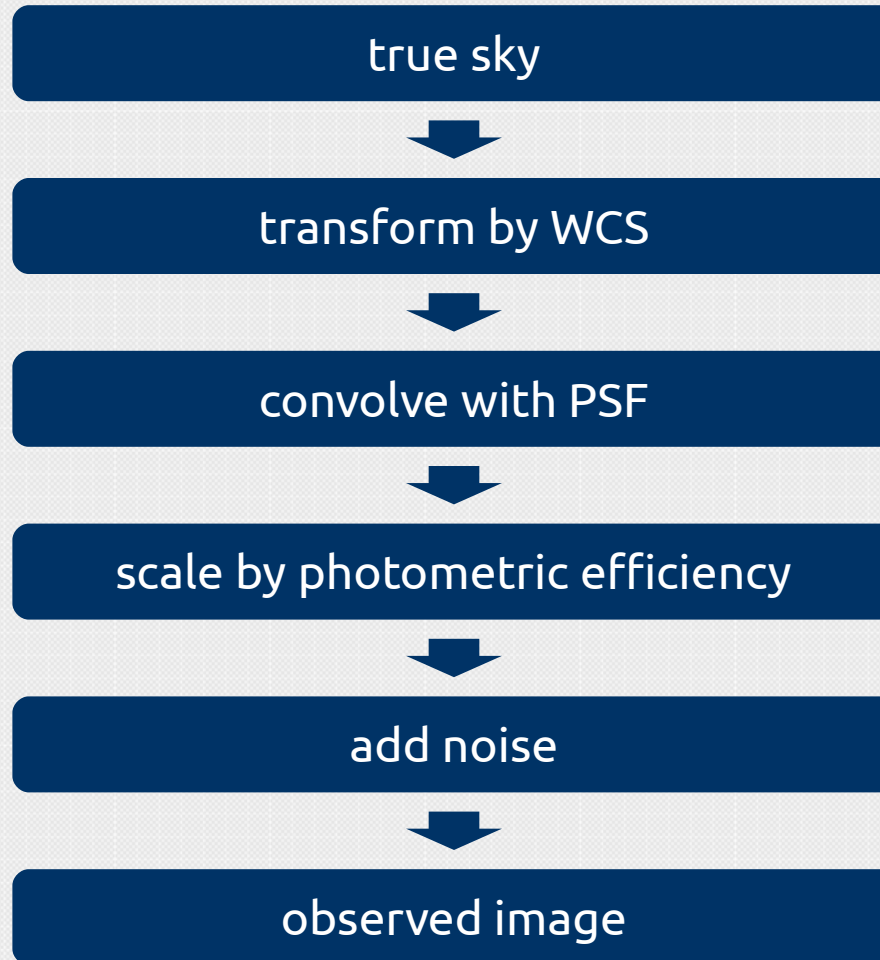 true sky
transform by WCS
convolve with PSF
scale by photometric efficiency
add noise
observed image